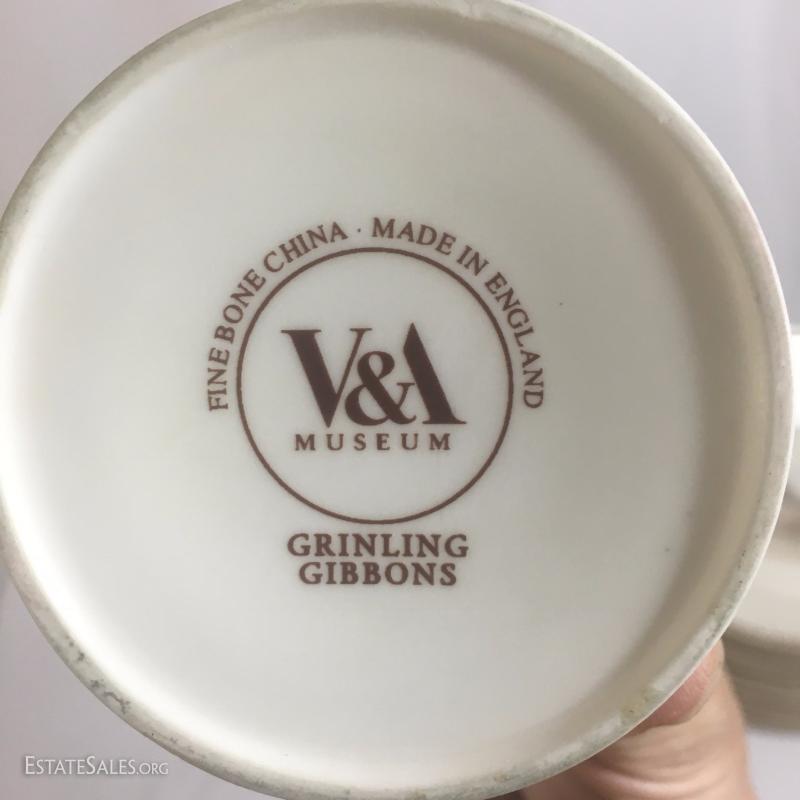 FINE BONE CHINA · MADE IN ENGLAND
V&A
MUSEUM
GRINLING
GIBBONS
ESTATESALES.ORG